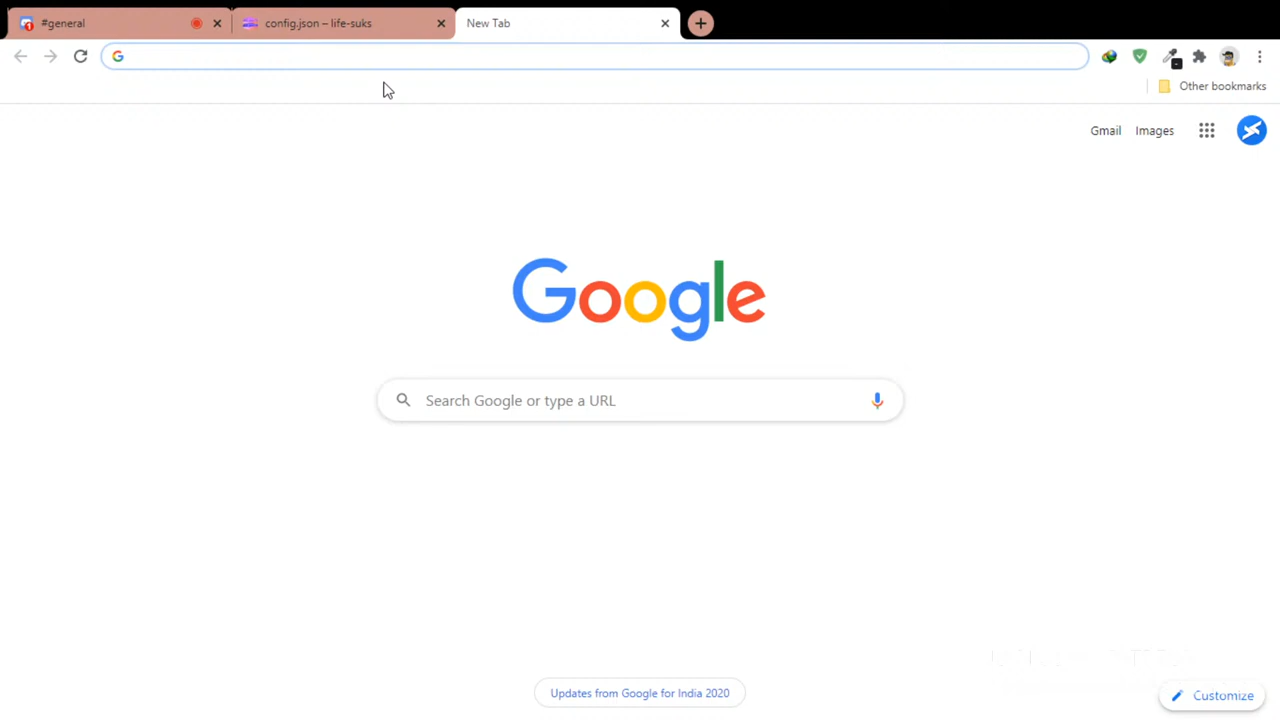 #general
config.json – life-suks
New Tab
Other bookmarks
Gmail
Images
Google
Search Google or type a URL
Updates from Google for India 2020
Customize